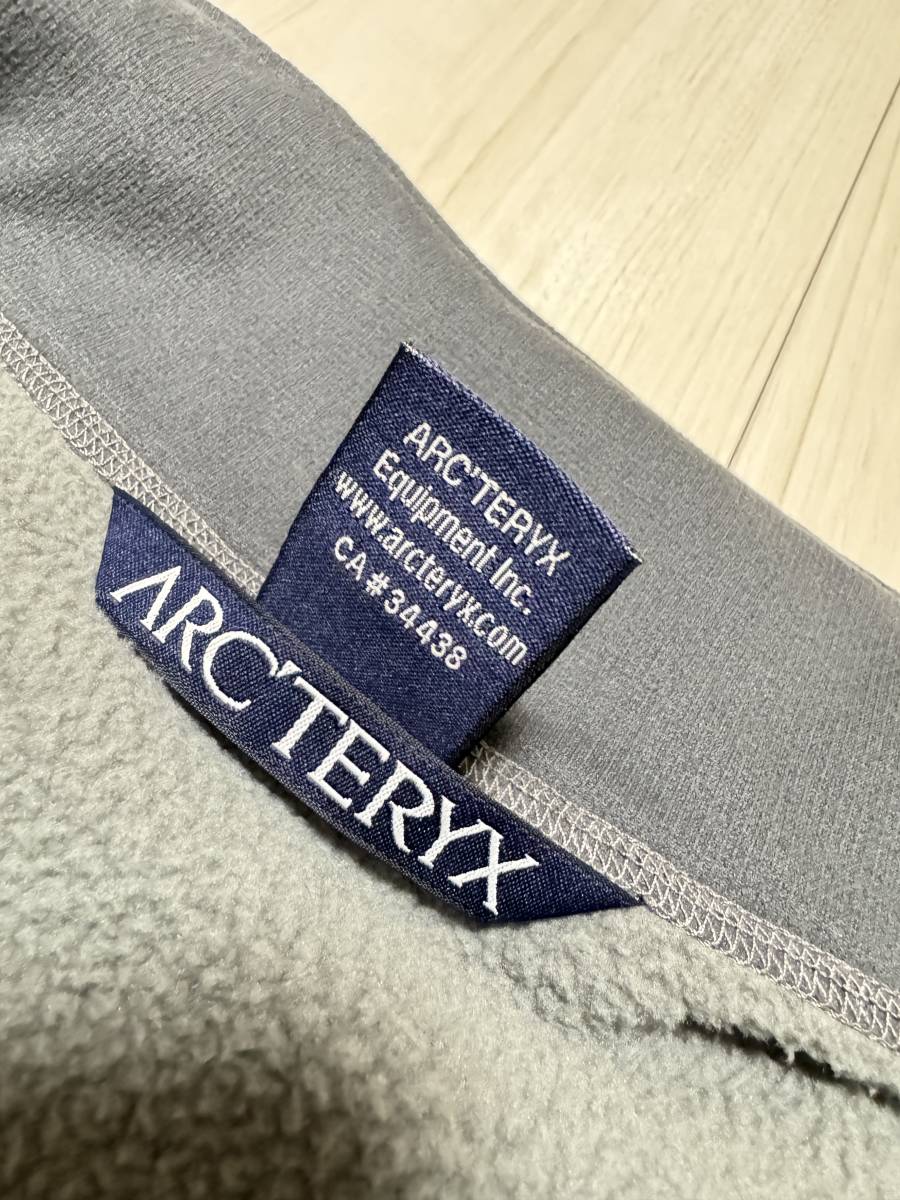 ARC'TERYX
Equipment Inc.
www.arcteryx.com
CA#34438
ARC'TERYX